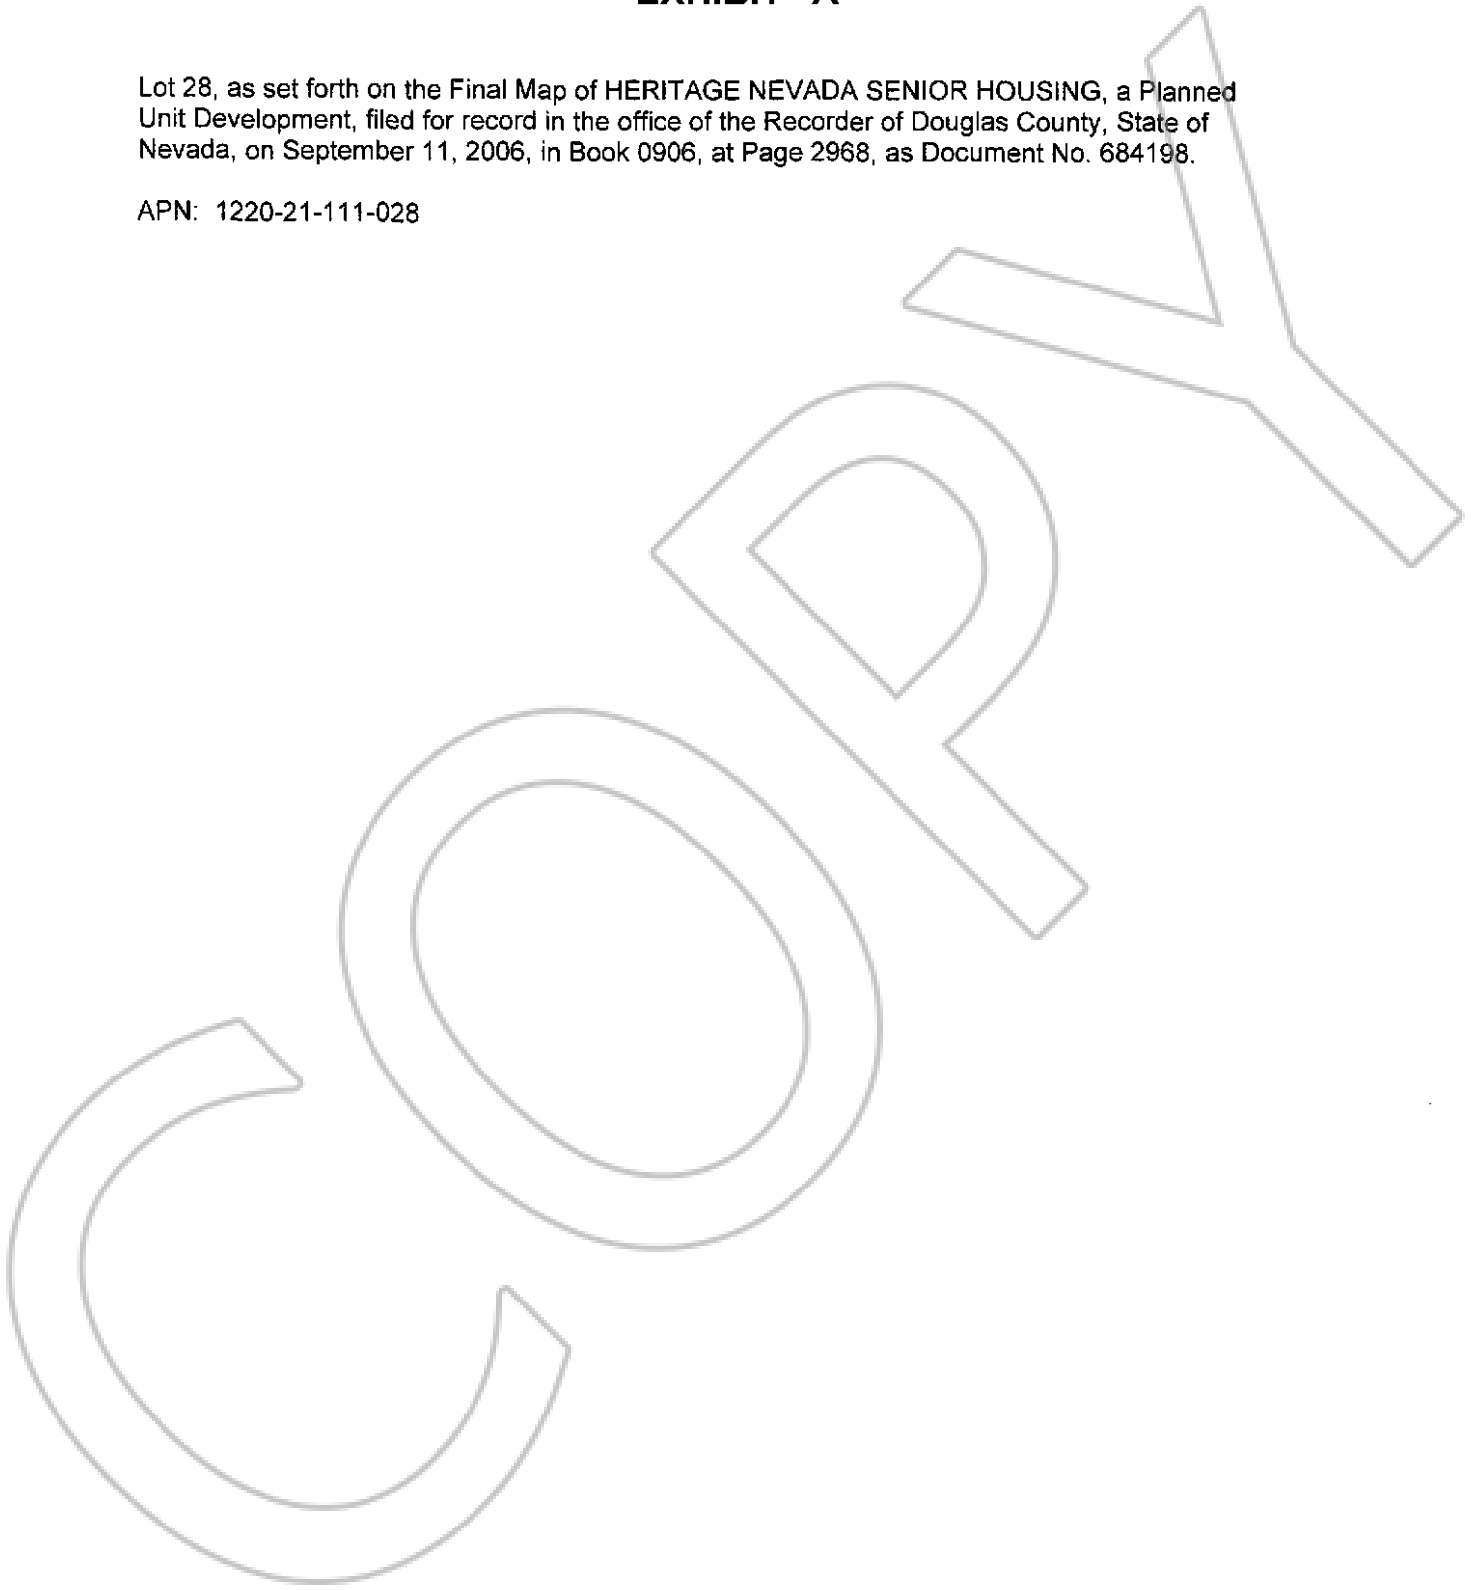 EXHIBIT "A"
Lot 28, as set forth on the Final Map of HERITAGE NEVADA SENIOR HOUSING, a Planned
Unit Development, filed for record in the office of the Recorder of Douglas County, State of
Nevada, on September 11, 2006, in Book 0906, at Page 2968, as Document No. 684198.
APN: 1220-21-111-028
COPY